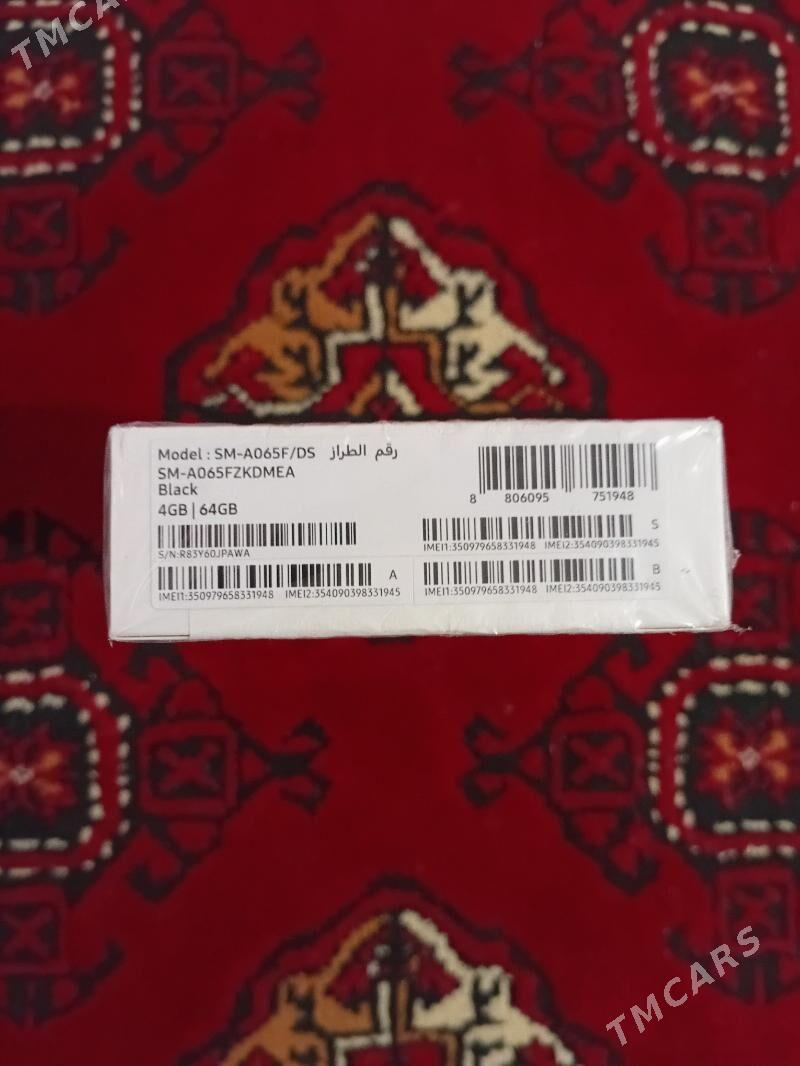 TMCARS
Model : SM-A065F/DS رقم الطراز
SM-A065FZKDMEA
Black
4GB | 64GB
S/N:R83Y60JPAWA
8 806095 751948
IMEI1:350979658331948 IMEI2:354090398331945 S
IMEI1:350979658331948 IMEI2:354090398331945 A
IMEI1:350979658331948 IMEI2:354090398331945 B
TMCARS